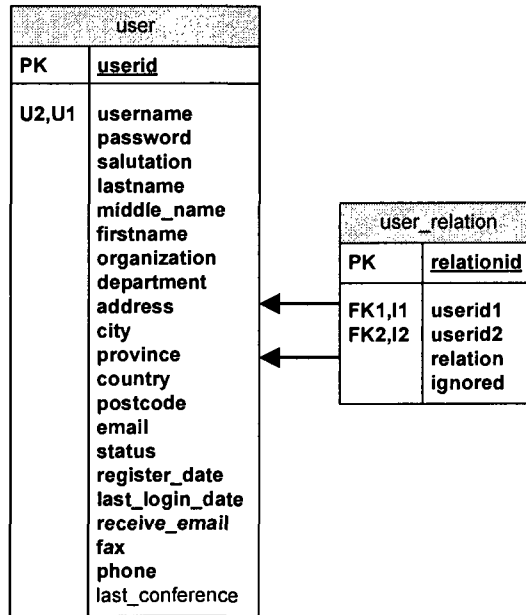 user
PK userid
U2,U1 username
password
salutation
lastname
middle_name
firstname
organization
department
address
city
province
country
postcode
email
status
register_date
last_login_date
receive_email
fax
phone
last_conference
user_relation
PK relationid
FK1,I1 userid1
FK2,I2 userid2
relation
ignored